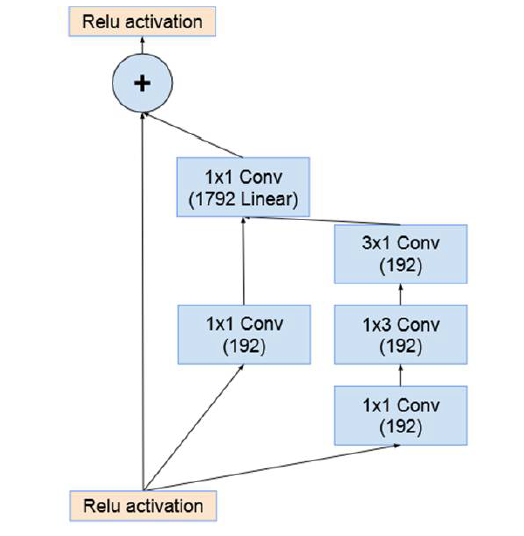 Relu activation
+
1x1 Conv
(1792 Linear)
3x1 Conv
(192)
1x1 Conv
(192)
1x3 Conv
(192)
1x1 Conv
(192)
Relu activation